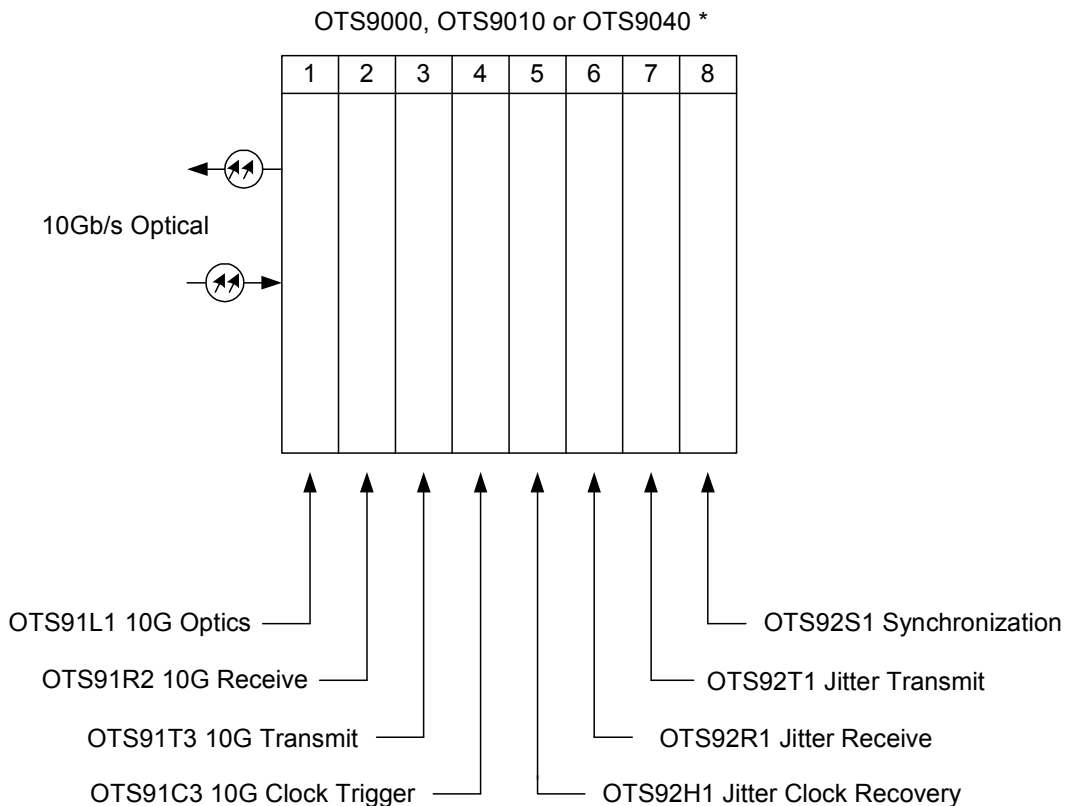 OTS9000, OTS9010 or OTS9040 *
1 2 3 4 5 6 7 8
10Gb/s Optical
OTS91L1 10G Optics
OTS92S1 Synchronization
OTS91R2 10G Receive
OTS92T1 Jitter Transmit
OTS91T3 10G Transmit
OTS92R1 Jitter Receive
OTS91C3 10G Clock Trigger
OTS92H1 Jitter Clock Recovery